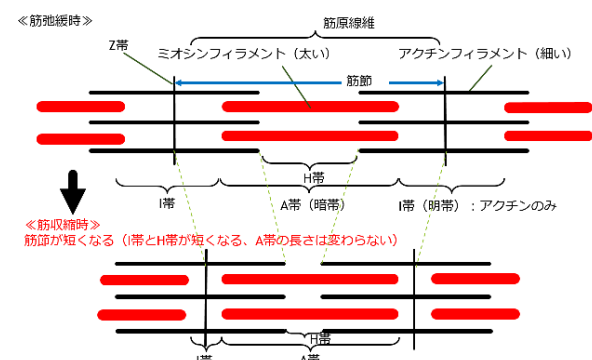 ≪筋弛緩時≫
筋原線維
Z帯
ミオシンフィラメント（太い）
アクチンフィラメント（細い）
筋節
H帯
I帯
A帯（暗帯）
I帯（明帯）：アクチンのみ
≪筋収縮時≫
筋節が短くなる（I帯とH帯が短くなる、A帯の長さは変わらない）
H帯
I帯
A帯